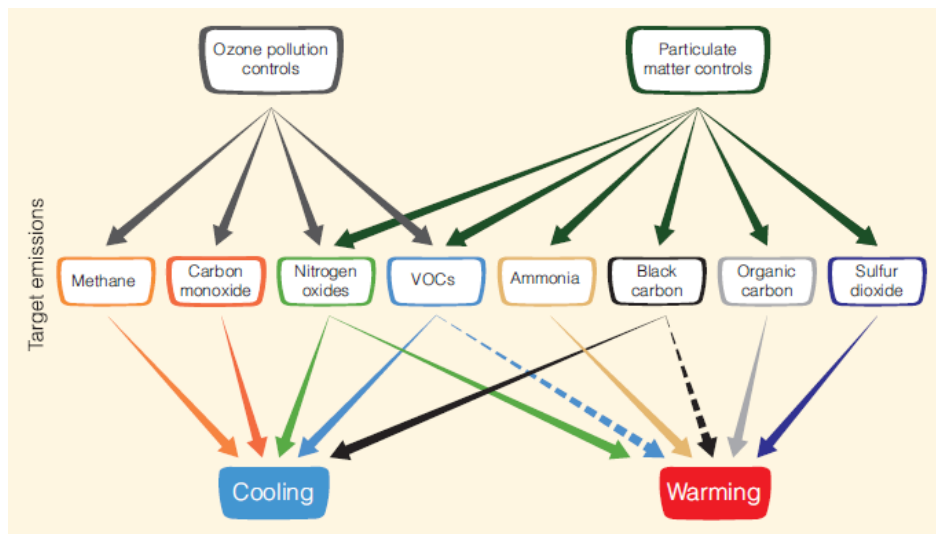 Ozone pollution
controls
Particulate
matter controls
Target emissions
Methane
Carbon
monoxide
Nitrogen
oxides
VOCs
Ammonia
Black
carbon
Organic
carbon
Sulfur
dioxide
Cooling
Warming